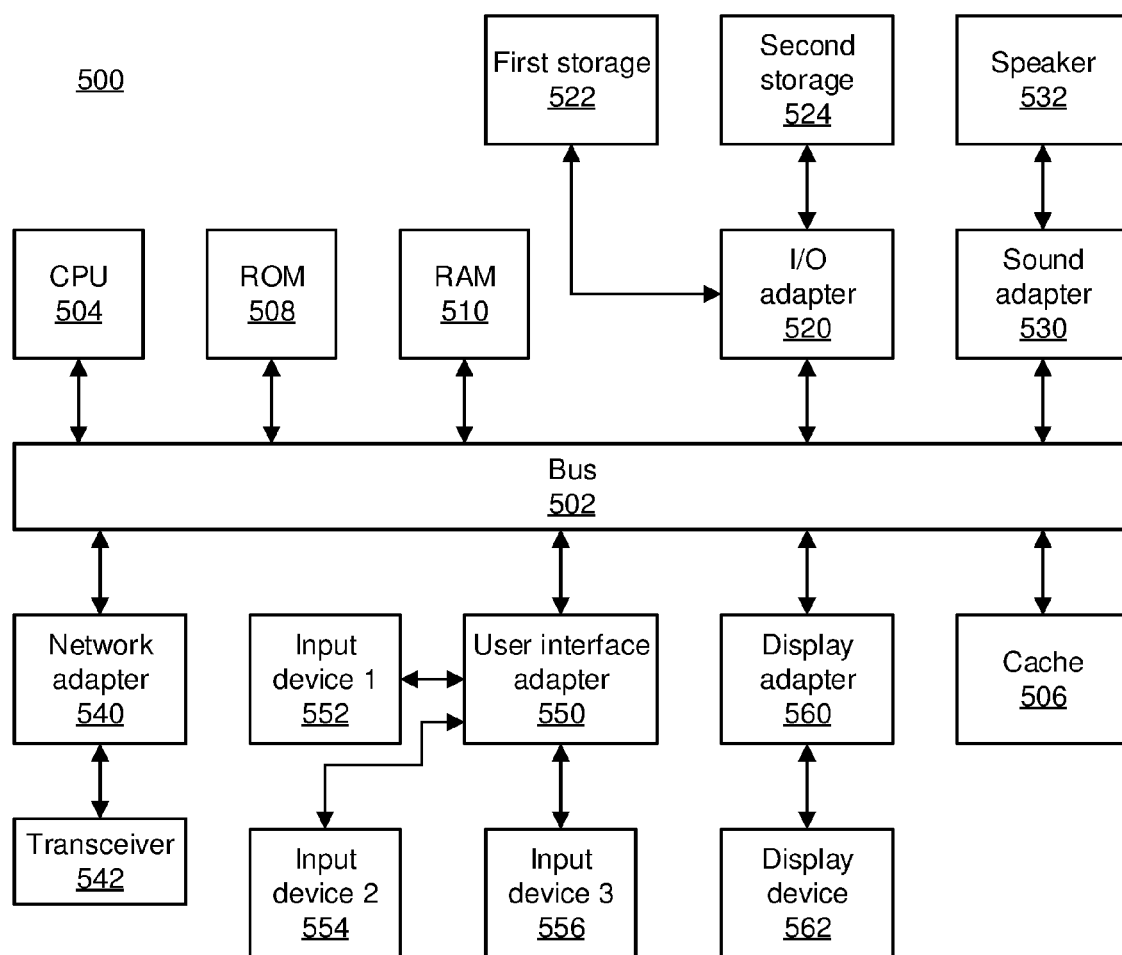 500
First storage
522
Second
storage
524
Speaker
532
CPU
504
ROM
508
RAM
510
I/O
adapter
520
Sound
adapter
530
Bus
502
Network
adapter
540
Input
device 1
552
User interface
adapter
550
Display
adapter
560
Cache
506
Transceiver
542
Input
device 2
554
Input
device 3
556
Display
device
562